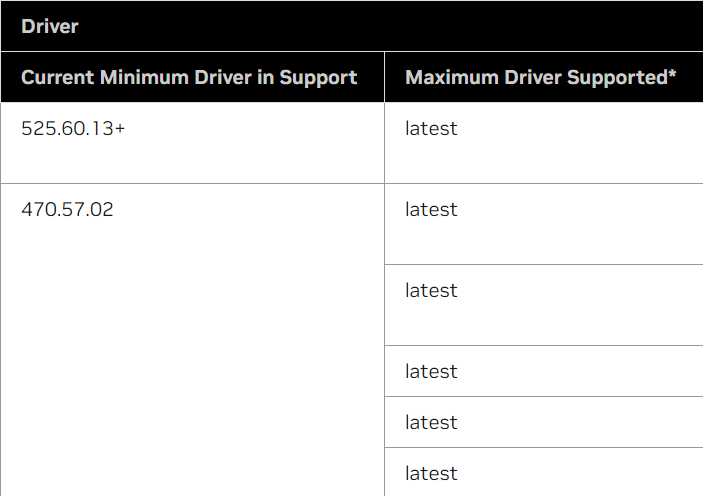 Driver
Current Minimum Driver in Support
Maximum Driver Supported*
525.60.13+
latest
470.57.02
latest
latest
latest
latest
latest